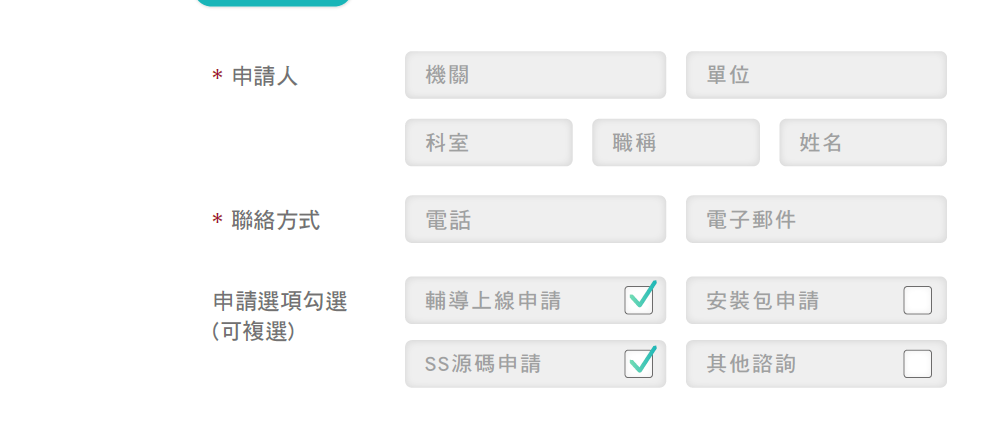 * 申請人 機關 單位
科室 職稱 姓名
* 聯絡方式 電話 電子郵件
申請選項勾選 輔導上線申請 安裝包申請
(可複選)
SS源碼申請 其他諮詢